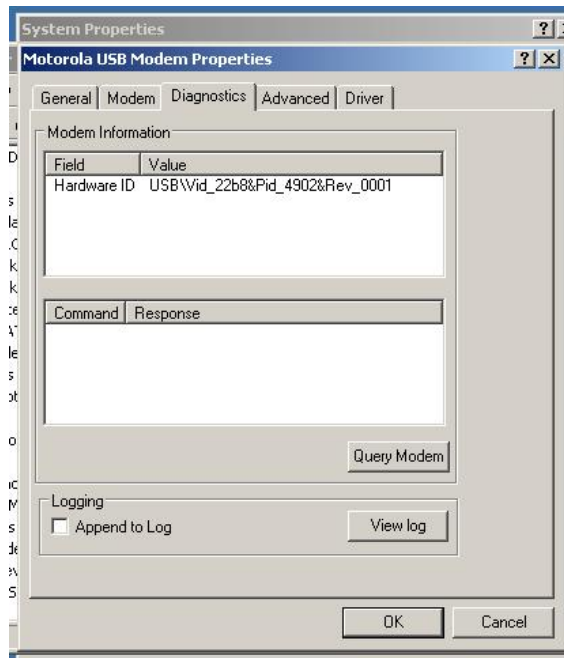 System Properties
Motorola USB Modem Properties
General Modem Diagnostics Advanced Driver
Modem Information
Field Value
Hardware ID USB\Vid_22b8&Pid_4902&Rev_0001
Command Response
Query Modem
Logging
Append to Log
View log
OK Cancel